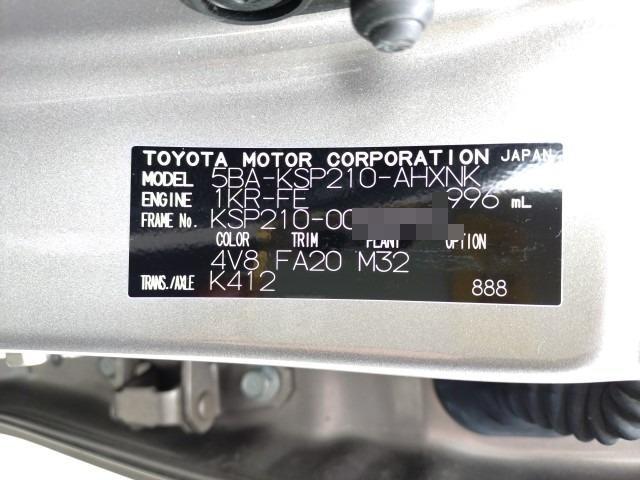 TOYOTA MOTOR CORPORATION JAPAN
MODEL 5BA-KSP210-AHXNK
ENGINE 1KR-FE 996 mL
FRAME No. KSP210-00
COLOR TRIM PLANT OPTION
4V8 FA20 M32
TRANS./AXLE K412 888